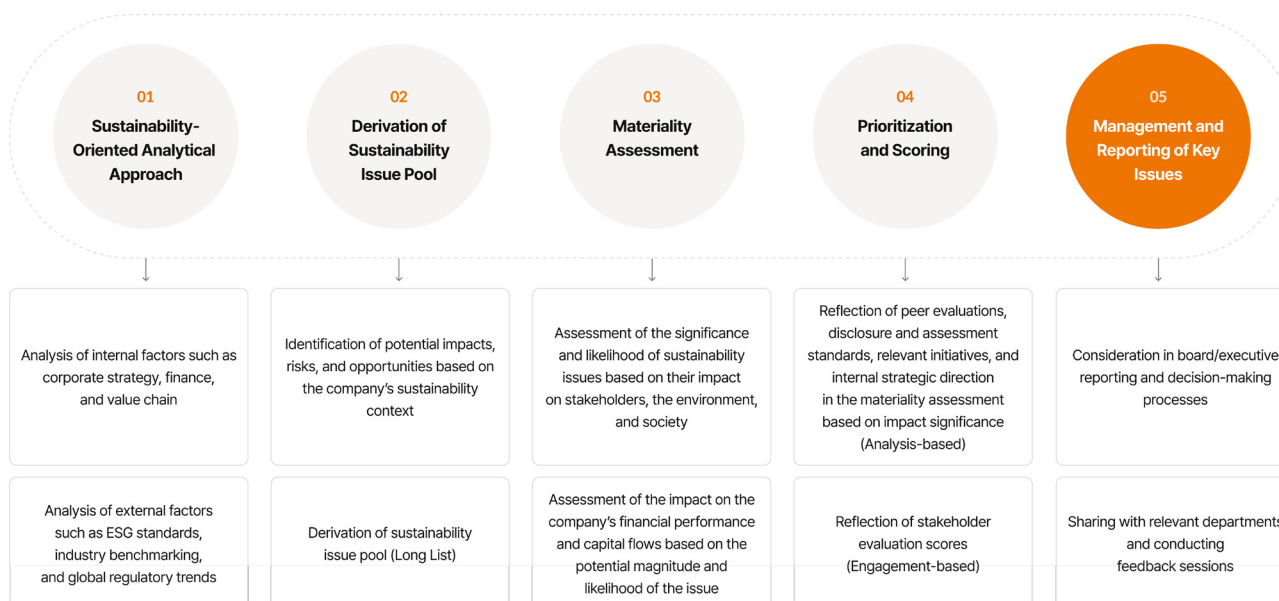 01
Sustainability-
Oriented Analytical
Approach
02
Derivation of
Sustainability
Issue Pool
03
Materiality
Assessment
04
Prioritization
and Scoring
05
Management and
Reporting of Key
Issues
Analysis of internal factors such as
corporate strategy, finance,
and value chain
Identification of potential impacts,
risks, and opportunities based on
the company’s sustainability
context
Assessment of the significance
and likelihood of sustainability
issues based on their impact
on stakeholders, the environment,
and society
Reflection of peer evaluations,
disclosure and assessment
standards, relevant initiatives, and
internal strategic direction
in the materiality assessment
based on impact significance
(Analysis-based)
Consideration in board/executive
reporting and decision-making
processes
Analysis of external factors
such as ESG standards,
industry benchmarking,
and global regulatory trends
Derivation of sustainability
issue pool (Long List)
Assessment of the impact on the
company’s financial performance
and capital flows based on the
potential magnitude and
likelihood of the issue
Reflection of stakeholder
evaluation scores
(Engagement-based)
Sharing with relevant departments
and conducting
feedback sessions